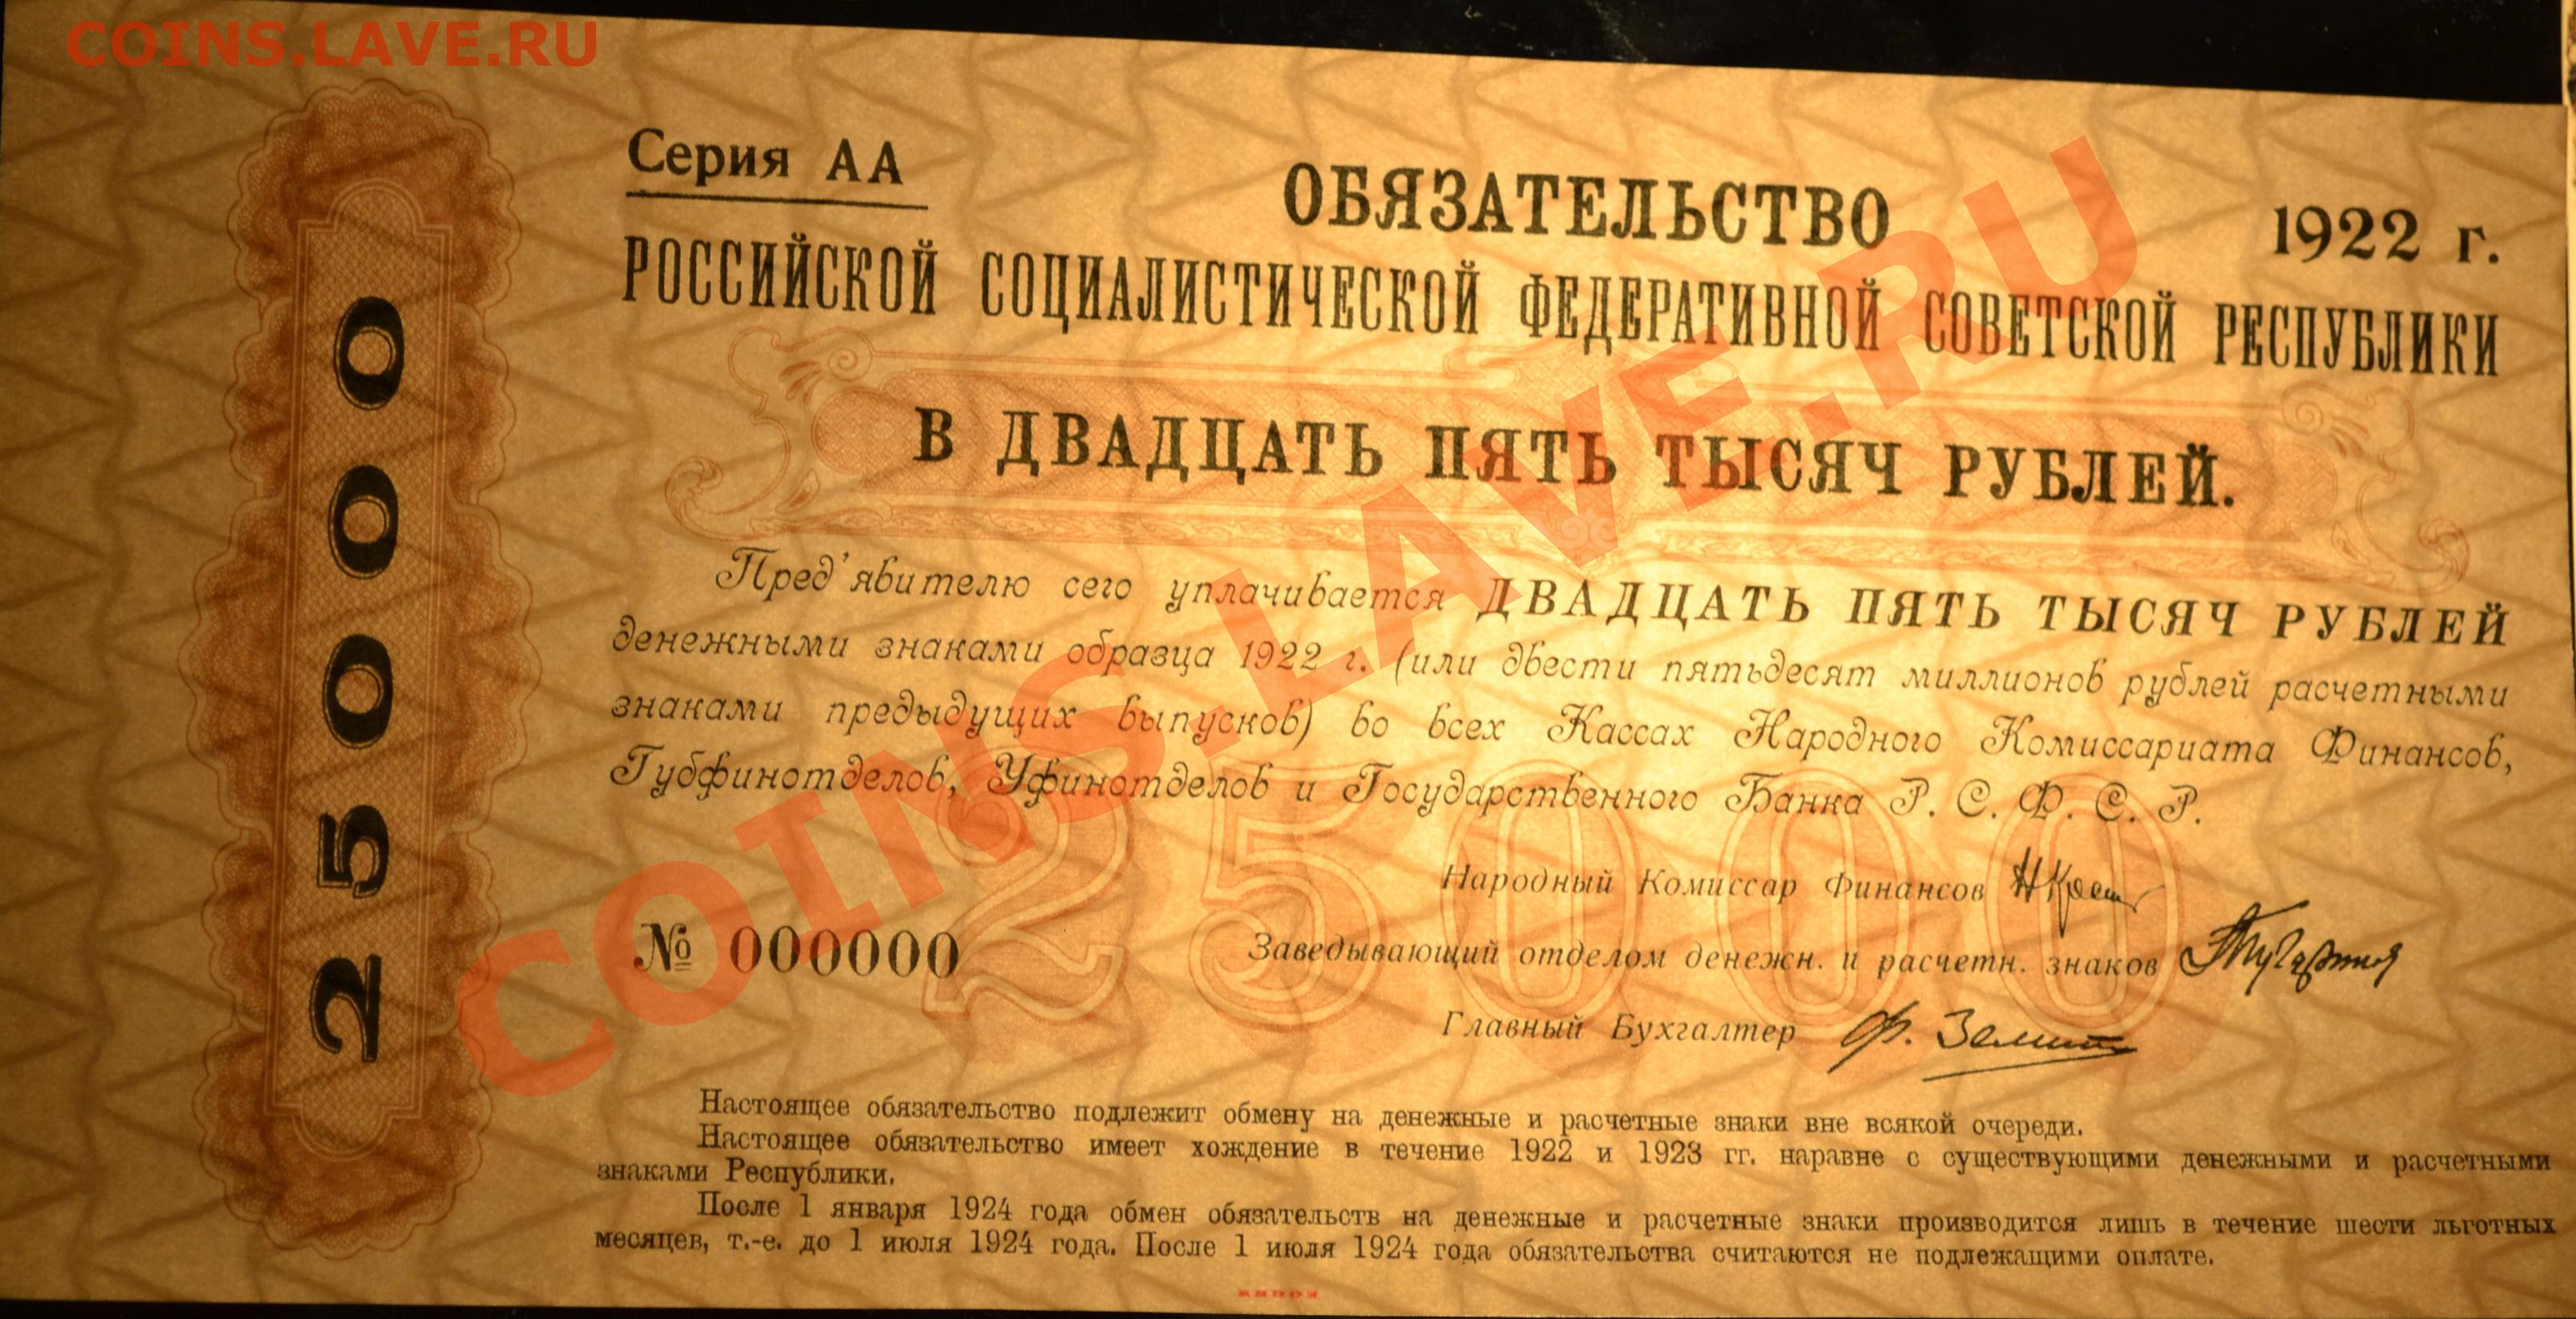 COINS.LAVE.RU
Серия АА
ОБЯЗАТЕЛЬСТВО
1922 г.
РОССИЙСКОЙ СОЦИАЛИСТИЧЕСКОЙ ФЕДЕРАТИВНОЙ СОВЕТСКОЙ РЕСПУБЛИКИ
В ДВАДЦАТЬ ПЯТЬ ТЫСЯЧ РУБЛЕЙ.
25000
Пред'явителю сего уплачивается ДВАДЦАТЬ ПЯТЬ ТЫСЯЧ РУБЛЕЙ
денежными знаками образца 1922 г. (или двести пятьдесят миллионов рублей расчетными
знаками предыдущих выпусков) во всех Кассах Народного Комиссариата Финансов,
Губфинотделов, Уфинотделов и Государственного Банка Р. С. Ф. С. Р.
25000
Народный Комиссар Финансов
№ 000000
Заведывающий отделом денежн. и расчетн. знаков
Главный Бухгалтер
Настоящее обязательство подлежит обмену на денежные и расчетные знаки вне всякой очереди.
Настоящее обязательство имеет хождение в течение 1922 и 1923 гг. наравне с существующими денежными и расчетными
знаками Республики.
После 1 января 1924 года обмен обязательств на денежные и расчетные знаки производится лишь в течение шести льготных
месяцев, т.-е. до 1 июля 1924 года. После 1 июля 1924 года обязательства считаются не подлежащими оплате.
COINS.LAVE.RU